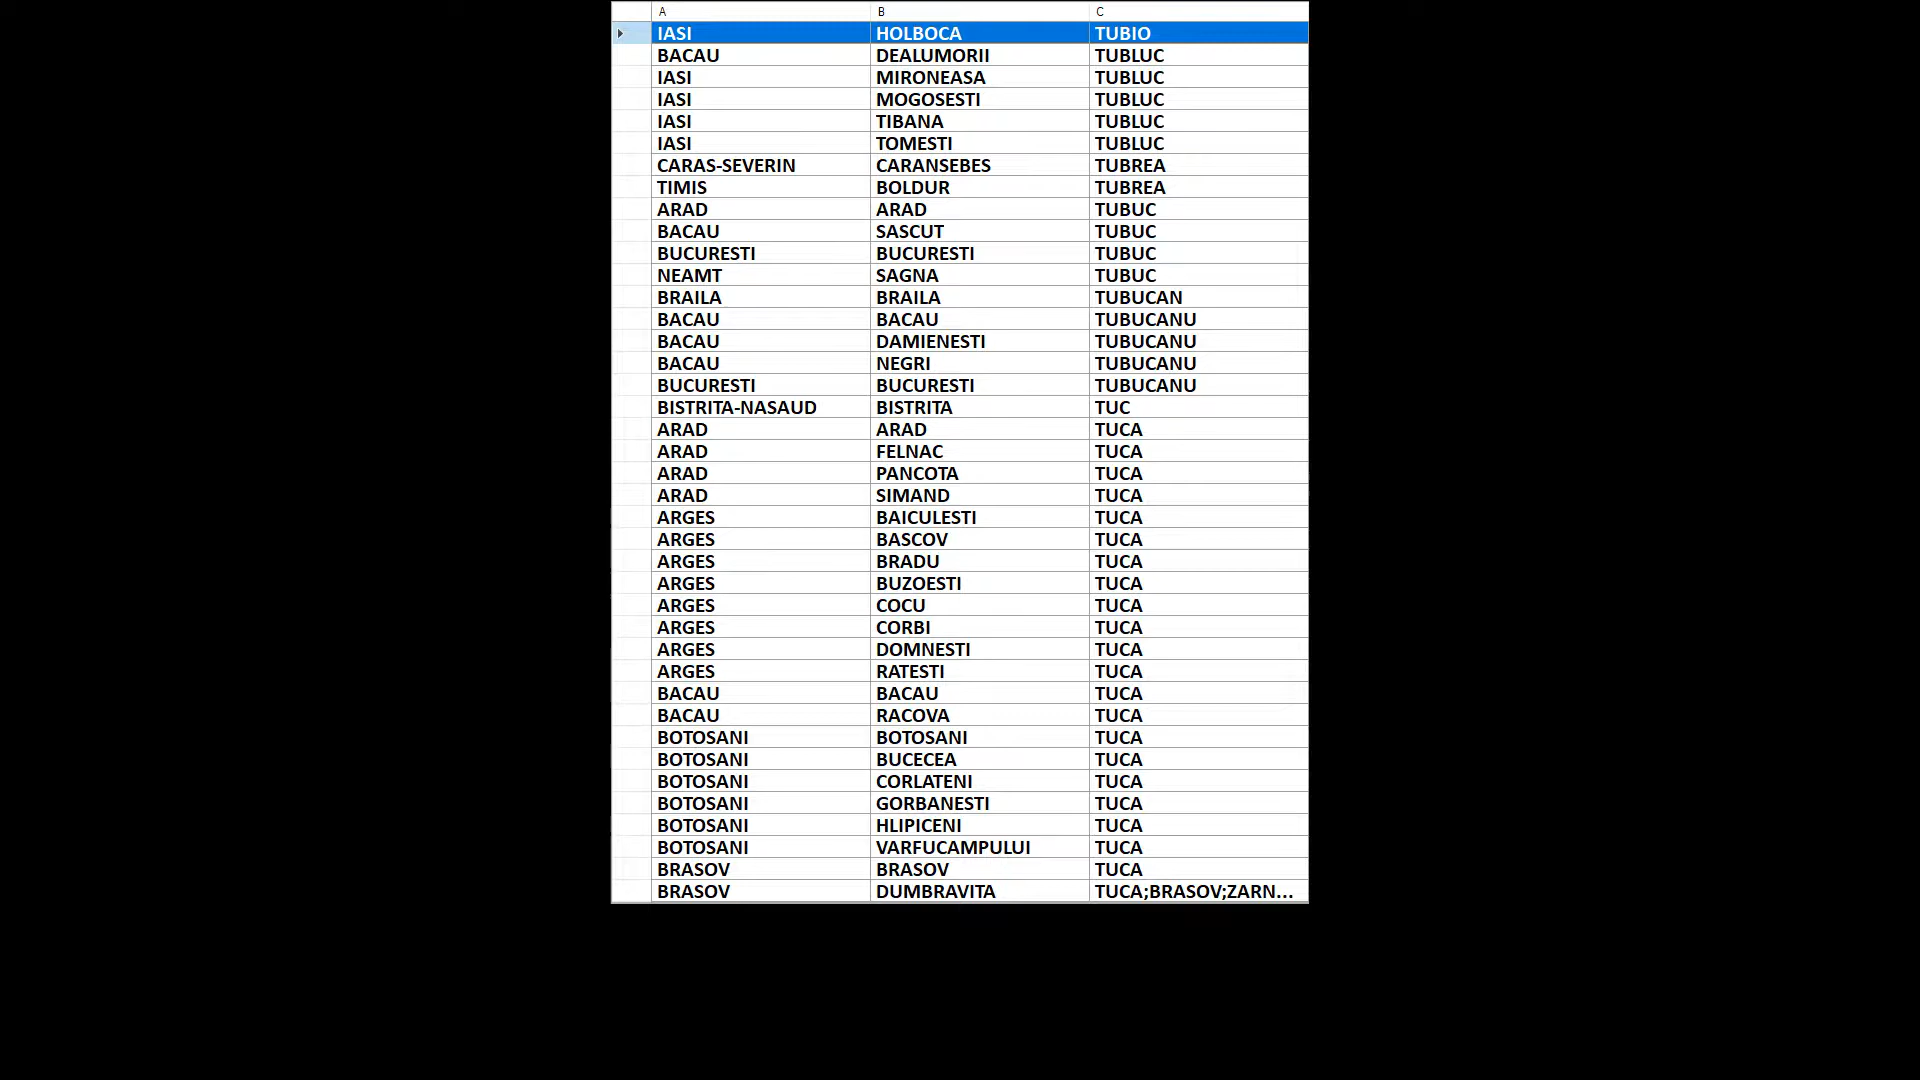 A B C
IASI HOLBOCA TUBIO
BACAU DEALUMORII TUBLUC
IASI MIRONEASA TUBLUC
IASI MOGOSESTI TUBLUC
IASI TIBANA TUBLUC
IASI TOMESTI TUBLUC
CARAS-SEVERIN CARANSEBES TUBREA
TIMIS BOLDUR TUBREA
ARAD ARAD TUBUC
BACAU SASCUT TUBUC
BUCURESTI BUCURESTI TUBUC
NEAMT SAGNA TUBUC
BRAILA BRAILA TUBUCAN
BACAU BACAU TUBUCANU
BACAU DAMIENESTI TUBUCANU
BACAU NEGRI TUBUCANU
BUCURESTI BUCURESTI TUBUCANU
BISTRITA-NASAUD BISTRITA TUC
ARAD ARAD TUCA
ARAD FELNAC TUCA
ARAD PANCOTA TUCA
ARAD SIMAND TUCA
ARGES BAICULESTI TUCA
ARGES BASCOV TUCA
ARGES BRADU TUCA
ARGES BUZOESTI TUCA
ARGES COCU TUCA
ARGES CORBI TUCA
ARGES DOMNESTI TUCA
ARGES RATESTI TUCA
BACAU BACAU TUCA
BACAU RACOVA TUCA
BOTOSANI BOTOSANI TUCA
BOTOSANI BUCECEA TUCA
BOTOSANI CORLATENI TUCA
BOTOSANI GORBANESTI TUCA
BOTOSANI HLIPICENI TUCA
BOTOSANI VARFUCAMPULUI TUCA
BRASOV BRASOV TUCA
BRASOV DUMBRAVITA TUCA;BRASOV;ZARN...